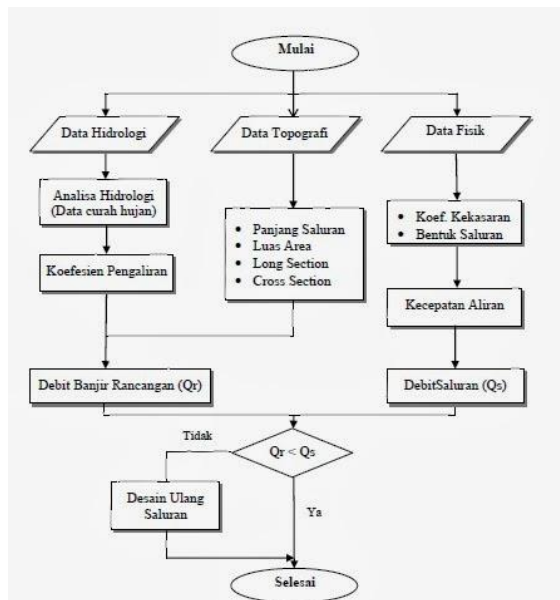 Mulai
Data Hidrologi
Data Topografi
Data Fisik
Analisa Hidrologi
(Data curah hujan)
• Panjang Saluran
• Luas Area
• Long Section
• Cross Section
• Koef. Kekasaran
• Bentuk Saluran
Koefesien Pengaliran
Kecepatan Aliran
Debit Banjir Rancangan (Qr)
DebitSaluran (Qs)
Tidak
Qr < Qs
Desain Ulang
Saluran
Ya
Selesai